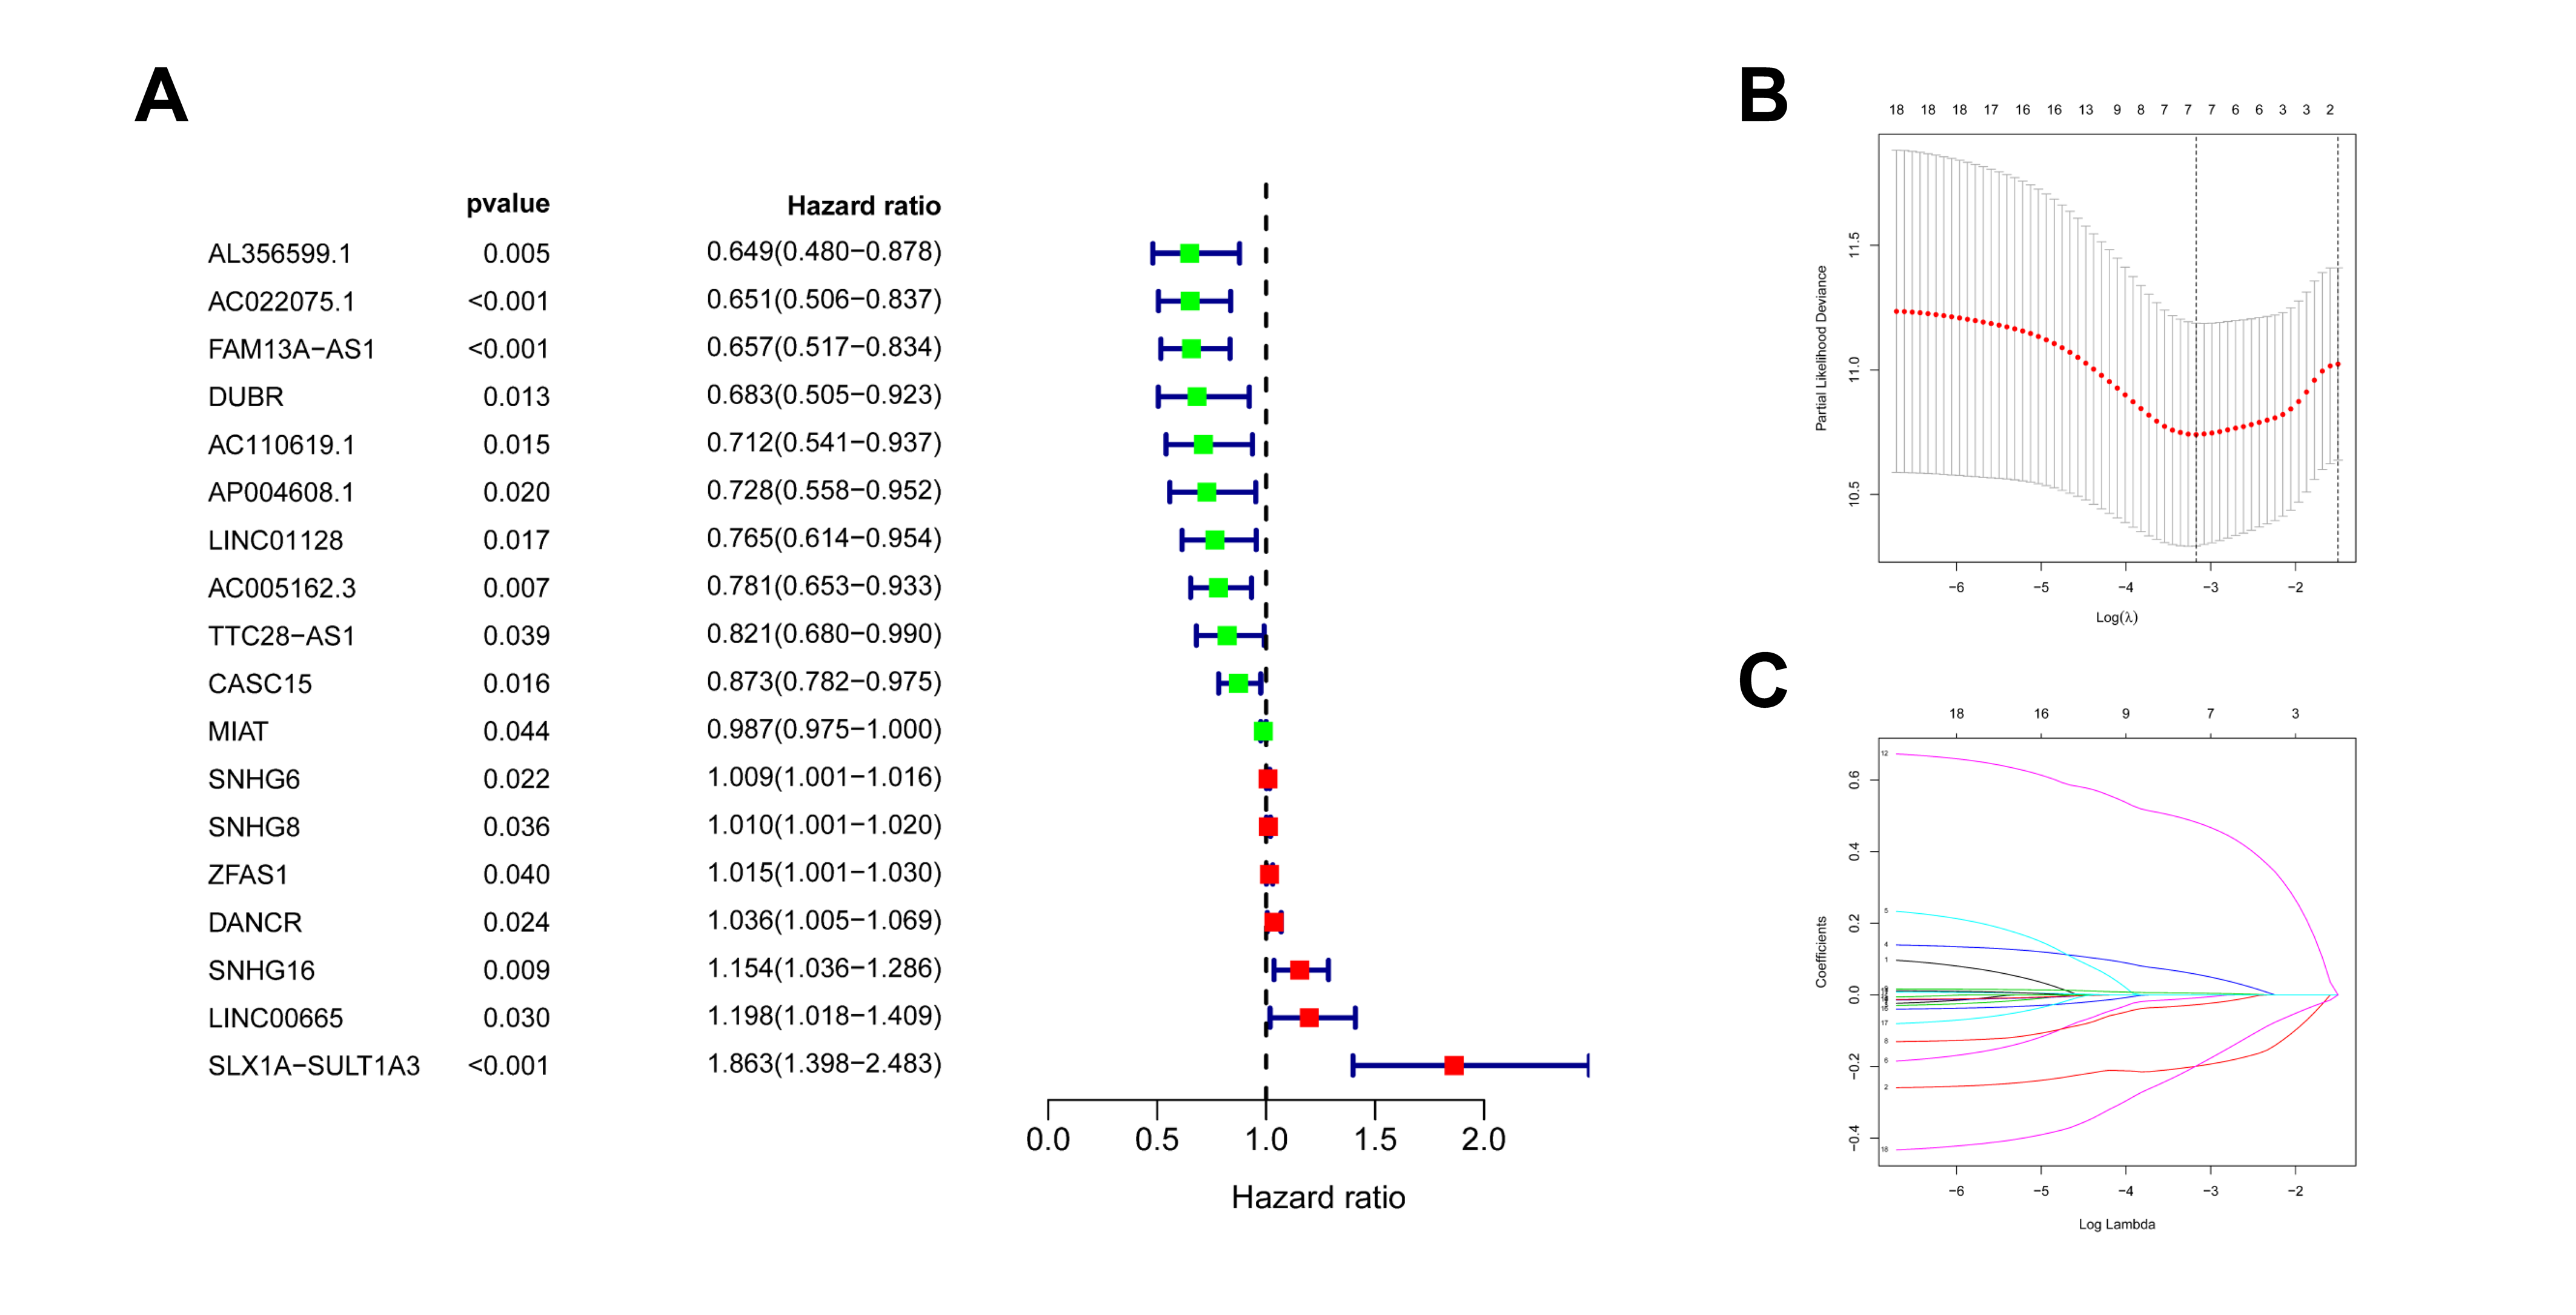 A
pvalue Hazard ratio
AL356599.1 0.005 0.649(0.480−0.878)
AC022075.1 <0.001 0.651(0.506−0.837)
FAM13A−AS1 <0.001 0.657(0.517−0.834)
DUBR 0.013 0.683(0.505−0.923)
AC110619.1 0.015 0.712(0.541−0.937)
AP004608.1 0.020 0.728(0.558−0.952)
LINC01128 0.017 0.765(0.614−0.954)
AC005162.3 0.007 0.781(0.653−0.933)
TTC28−AS1 0.039 0.821(0.680−0.990)
CASC15 0.016 0.873(0.782−0.975)
MIAT 0.044 0.987(0.975−1.000)
SNHG6 0.022 1.009(1.001−1.016)
SNHG8 0.036 1.010(1.001−1.020)
ZFAS1 0.040 1.015(1.001−1.030)
DANCR 0.024 1.036(1.005−1.069)
SNHG16 0.009 1.154(1.036−1.286)
LINC00665 0.030 1.198(1.018−1.409)
SLX1A−SULT1A3 <0.001 1.863(1.398−2.483)
0.0 0.5 1.0 1.5 2.0
Hazard ratio
B
18 18 18 17 16 16 13 9 8 7 7 7 6 6 3 3 2
11.5
11.0
10.5
Partial Likelihood Deviance
−6 −5 −4 −3 −2
Log(λ)
C
18 16 9 7 3
0.6
0.4
0.2
0.0
−0.2
−0.4
Coefficients
12
5
4
1
17
8
6
2
18
−6 −5 −4 −3 −2
Log Lambda